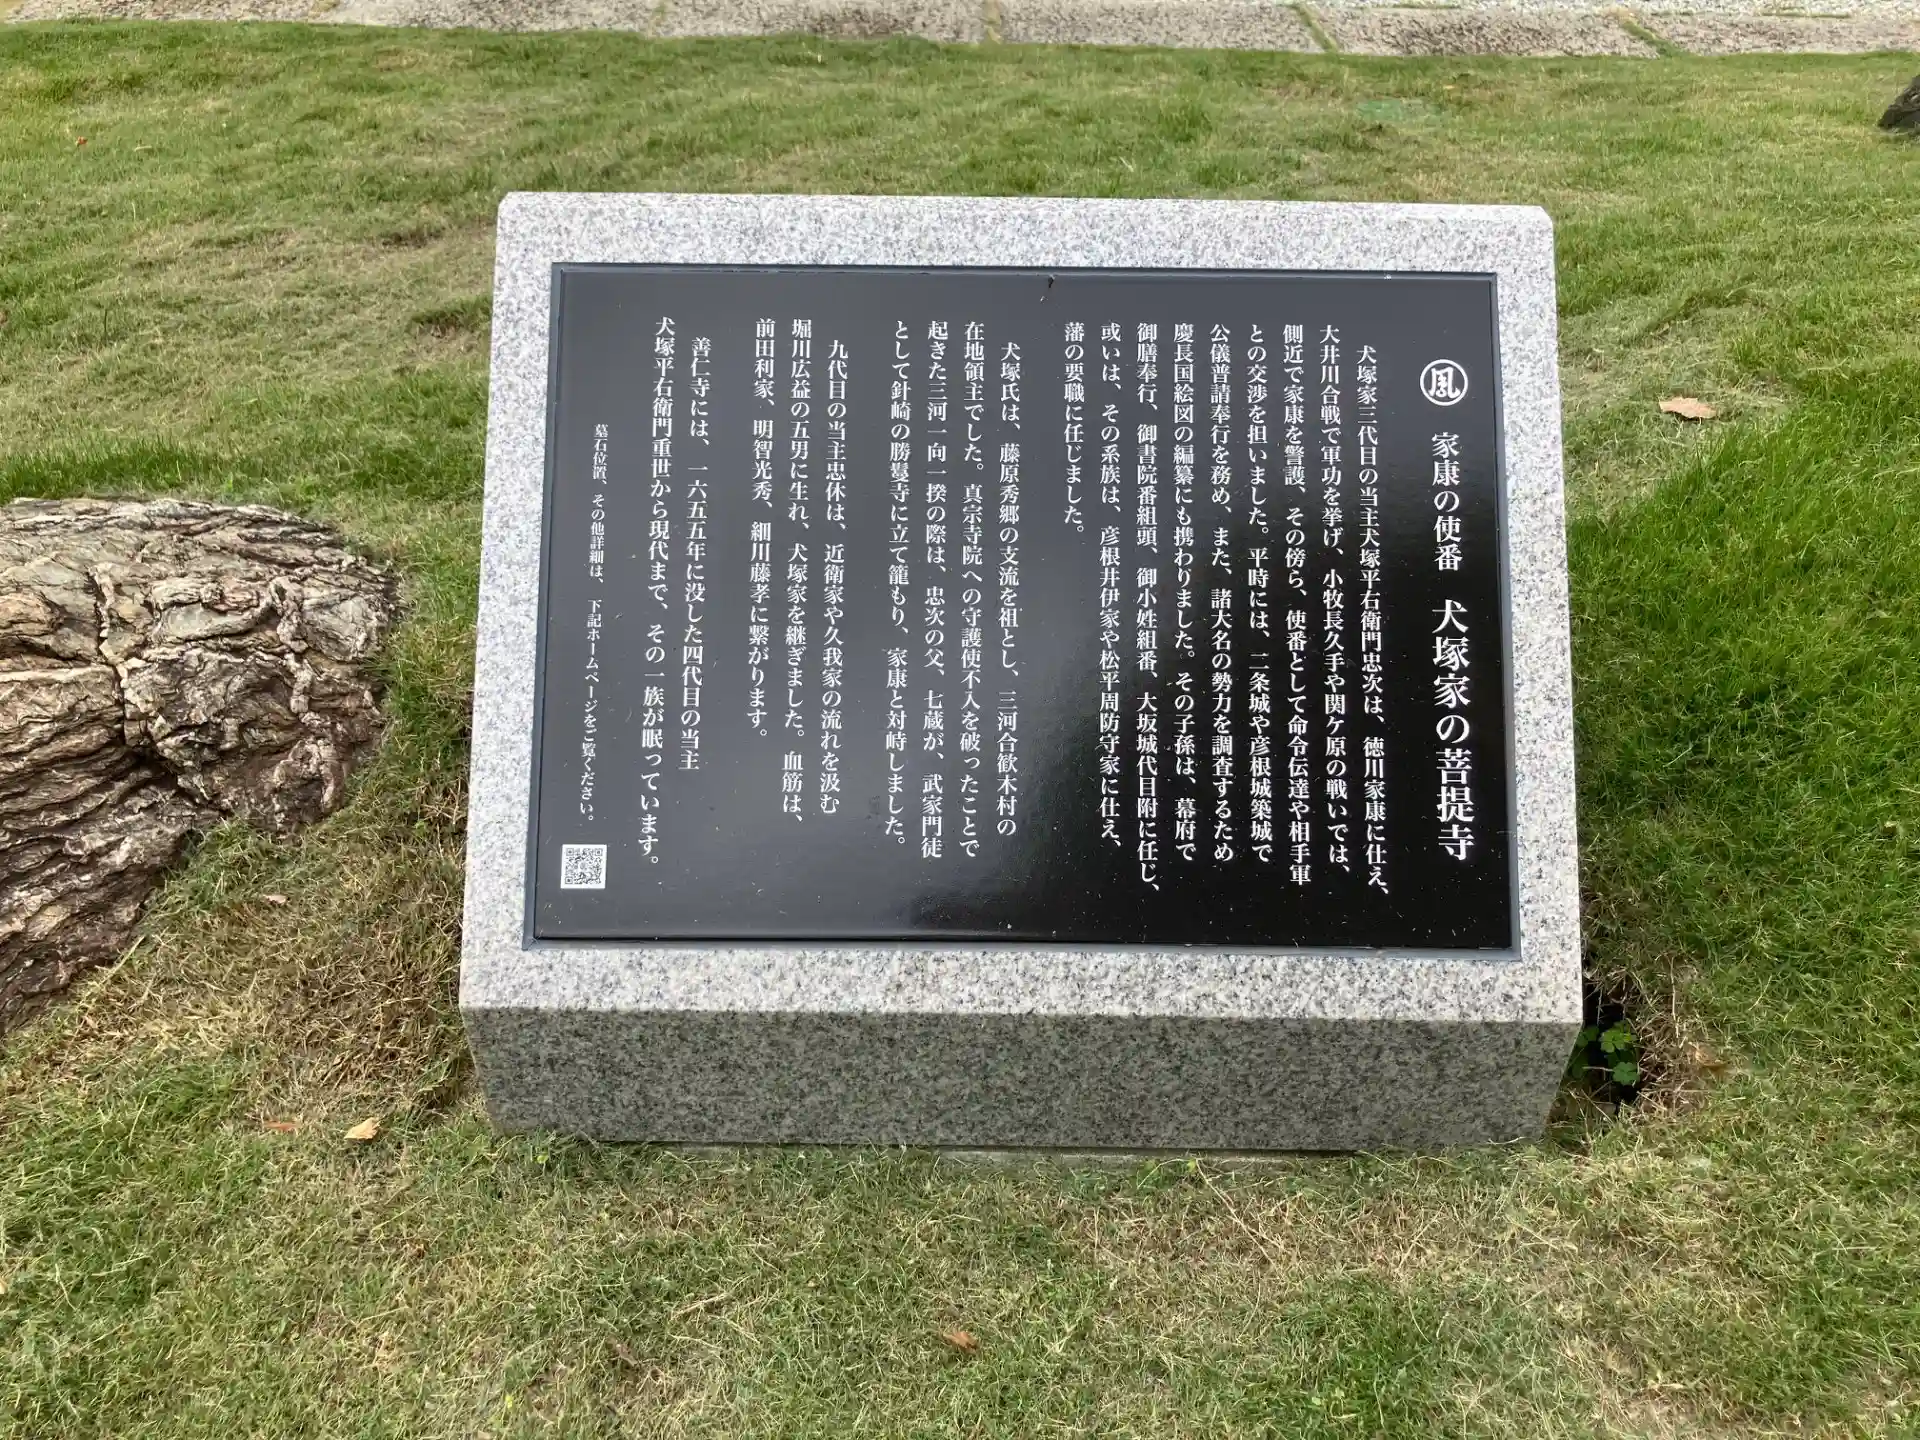 風 家康の使番 犬塚家の菩提寺
犬塚家三代目の当主犬塚平右衛門忠次は、徳川家康に仕え、
大井川合戦で軍功を挙げ、小牧長久手や関ケ原の戦いでは、
側近で家康を警護、その傍ら、使番として命令伝達や相手軍
との交渉を担いました。平時には、二条城や彦根城築城で
公儀普請奉行を務め、また、諸大名の勢力を調査するため
慶長国絵図の編纂にも携わりました。その子孫は、幕府で
御膳奉行、御書院番組頭、御小姓組番、大坂城代目附に任じ、
或いは、その系族は、彦根井伊家や松平周防守家に仕え、
藩の要職に任じました。
犬塚氏は、藤原秀郷の支流を祖とし、三河合歓木村の
在地領主でした。真宗寺院への守護使不入を破ったことで
起きた三河一向一揆の際は、忠次の父、七蔵が、武家門徒
として針崎の勝鬘寺に立て籠もり、家康と対峙しました。
九代目の当主忠休は、近衛家や久我家の流れを汲む
堀川広益の五男に生れ、犬塚家を継ぎました。血筋は、
前田利家、明智光秀、細川藤孝に繋がります。
善仁寺には、一六五五年に没した四代目の当主
犬塚平右衛門重世から現代まで、その一族が眠っています。
墓石位置、その他詳細は、下記ホームページをご覧ください。